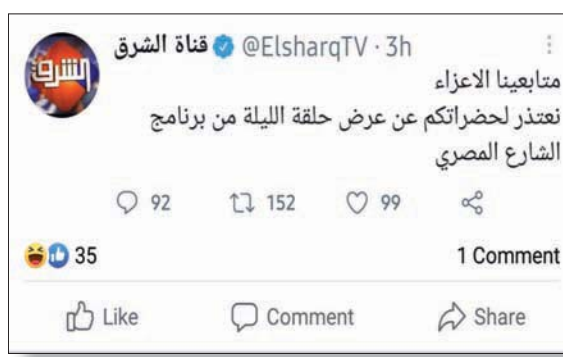 الشرق
قناة الشرق @ElsharqTV · 3h
متابعينا الاعزاء
نعتذر لحضراتكم عن عرض حلقة الليلة من برنامج
الشارع المصري
92 152 99
35 1 Comment
Like Comment Share